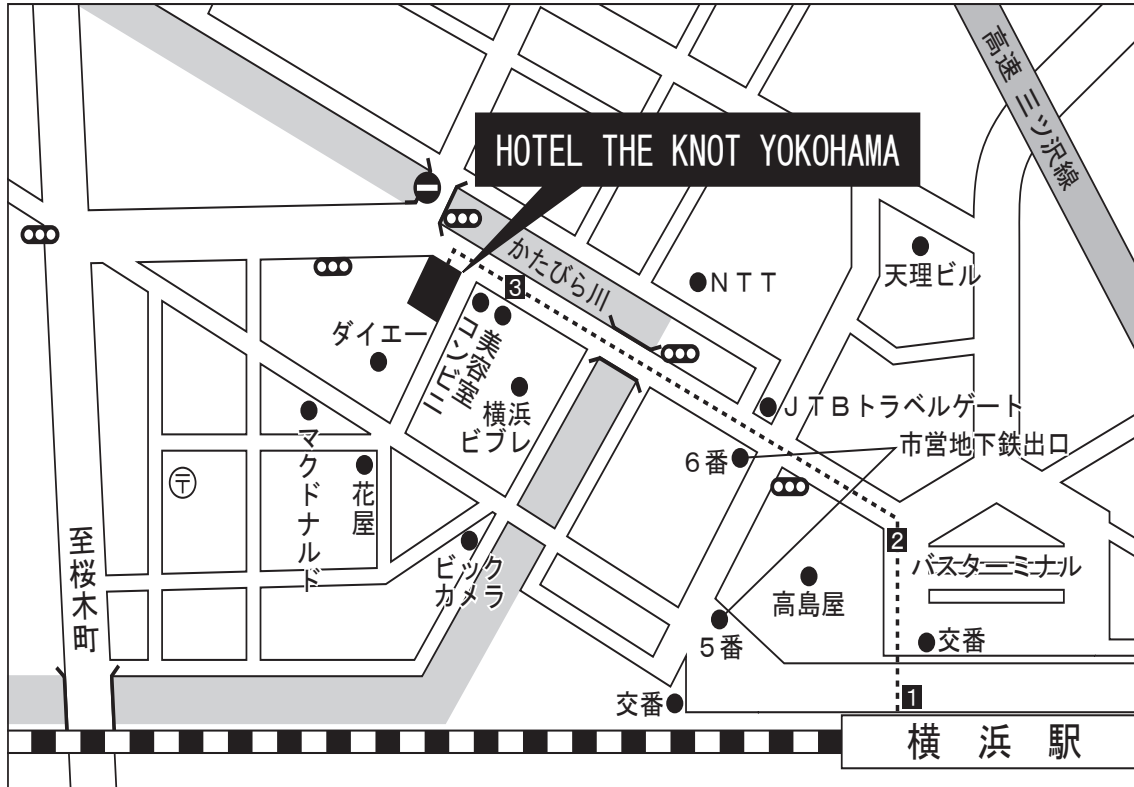 高速 三ツ沢線
HOTEL THE KNOT YOKOHAMA
かたびら川
天理ビル
NTT
3
ダイエー
コンビニ
美容室
横浜
ビブレ
JTBトラベルゲート
市営地下鉄出口
マクドナルド
6番
〒
花屋
2
ビック
カメラ
バスターミナル
至桜木町
高島屋
5番
交番
1
交番
横浜駅